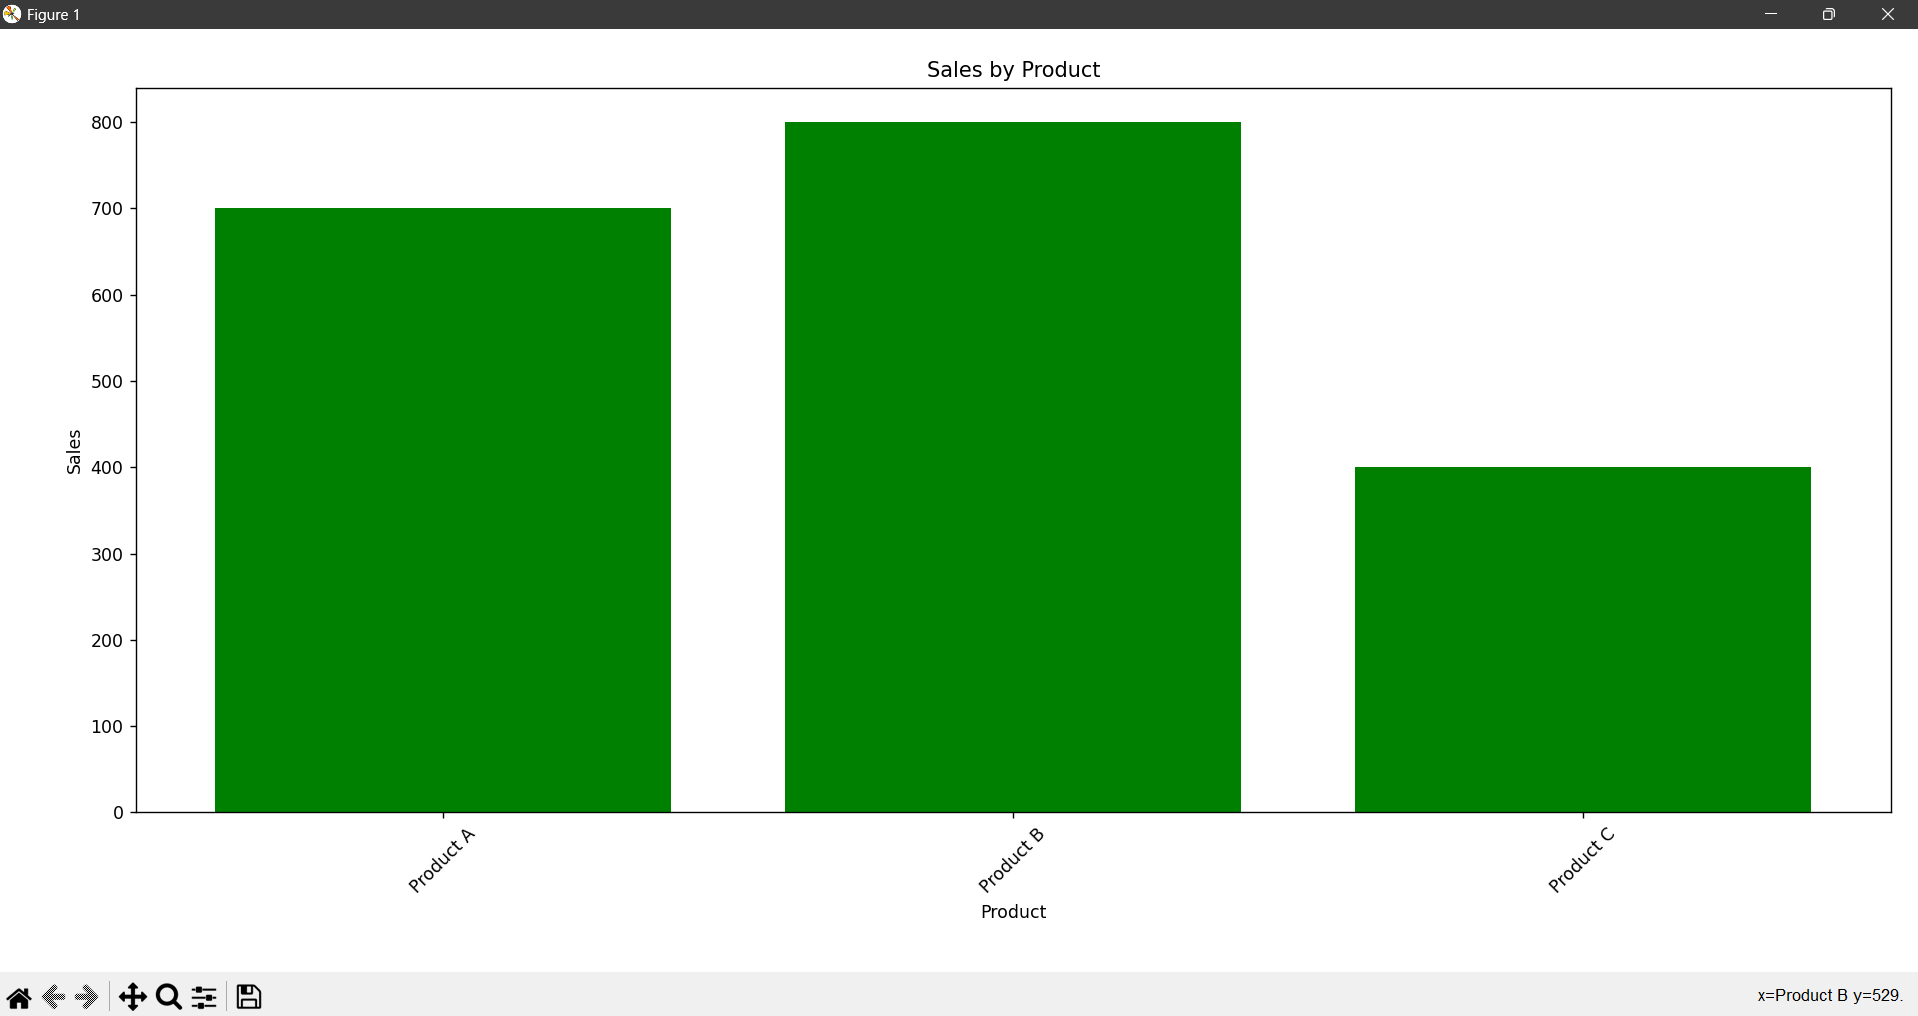 Figure 1
Sales by Product
800
700
600
500
400
300
200
100
0
Sales
Product A
Product B
Product C
Product
x=Product B y=529.